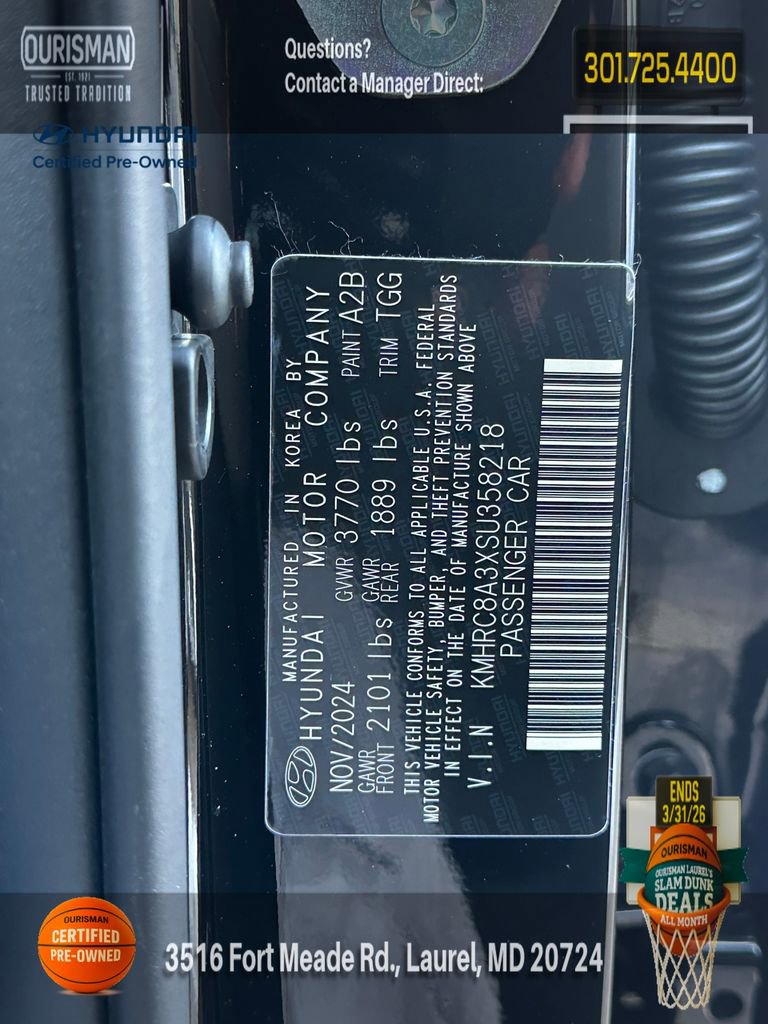 OURISMAN
EST. 1921
TRUSTED TRADITION
HYUNDAI
Certified Pre-Owned
Questions?
Contact a Manager Direct:
301.725.4400
MANUFACTURED IN KOREA BY
HYUNDAI MOTOR COMPANY
NOV/2024 GVWR 3770 lbs PAINT A2B
GAWR FRONT 2101 lbs GAWR REAR 1889 lbs TRIM TGG
THIS VEHICLE CONFORMS TO ALL APPLICABLE U.S.A. FEDERAL
MOTOR VEHICLE SAFETY, BUMPER, AND THEFT PREVENTION STANDARDS
IN EFFECT ON THE DATE OF MANUFACTURE SHOWN ABOVE
V.I.N KMHRC8A3XSU358218
PASSENGER CAR
ENDS
3/31/26
OURISMAN
OURISMAN LAUREL'S
SLAM DUNK
DEALS
ALL MONTH
OURISMAN
CERTIFIED
PRE-OWNED
3516 Fort Meade Rd., Laurel, MD 20724